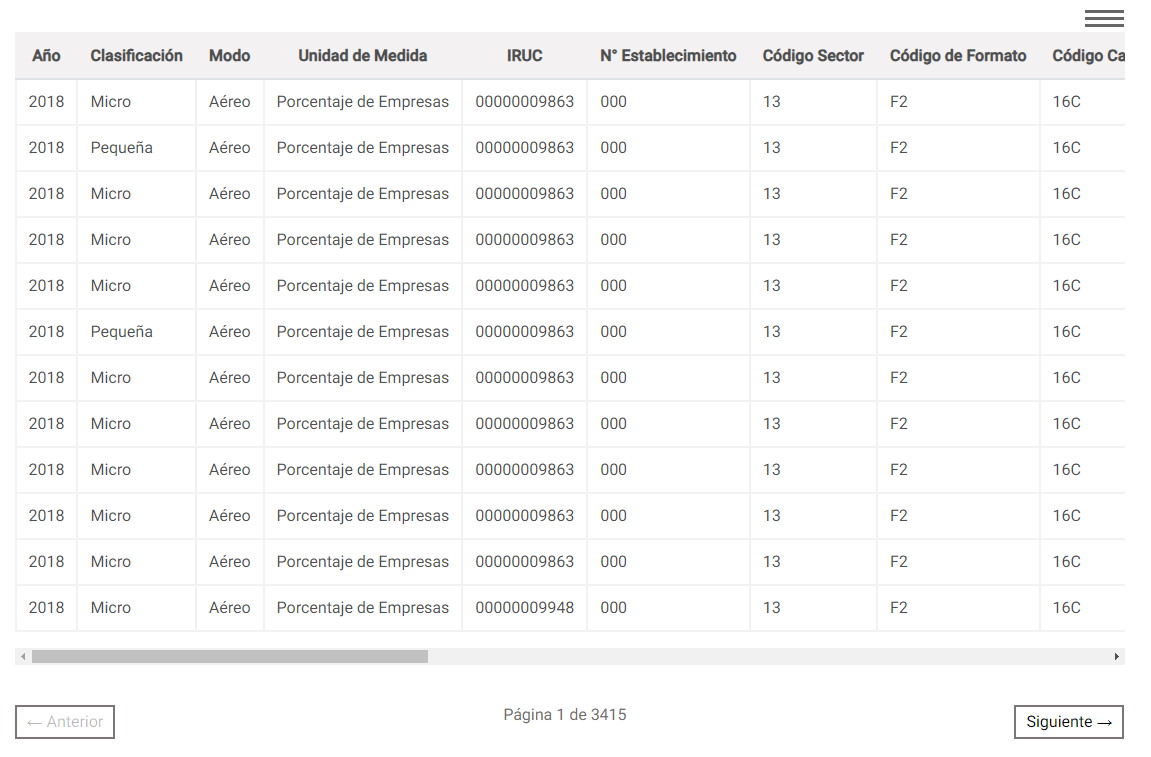 Año Clasificación Modo Unidad de Medida IRUC N° Establecimiento Código Sector Código de Formato Código Ca
2018 Micro Aéreo Porcentaje de Empresas 00000009863 000 13 F2 16C
2018 Pequeña Aéreo Porcentaje de Empresas 00000009863 000 13 F2 16C
2018 Micro Aéreo Porcentaje de Empresas 00000009863 000 13 F2 16C
2018 Micro Aéreo Porcentaje de Empresas 00000009863 000 13 F2 16C
2018 Micro Aéreo Porcentaje de Empresas 00000009863 000 13 F2 16C
2018 Pequeña Aéreo Porcentaje de Empresas 00000009863 000 13 F2 16C
2018 Micro Aéreo Porcentaje de Empresas 00000009863 000 13 F2 16C
2018 Micro Aéreo Porcentaje de Empresas 00000009863 000 13 F2 16C
2018 Micro Aéreo Porcentaje de Empresas 00000009863 000 13 F2 16C
2018 Micro Aéreo Porcentaje de Empresas 00000009863 000 13 F2 16C
2018 Micro Aéreo Porcentaje de Empresas 00000009863 000 13 F2 16C
2018 Micro Aéreo Porcentaje de Empresas 00000009948 000 13 F2 16C
← Anterior Página 1 de 3415 Siguiente →